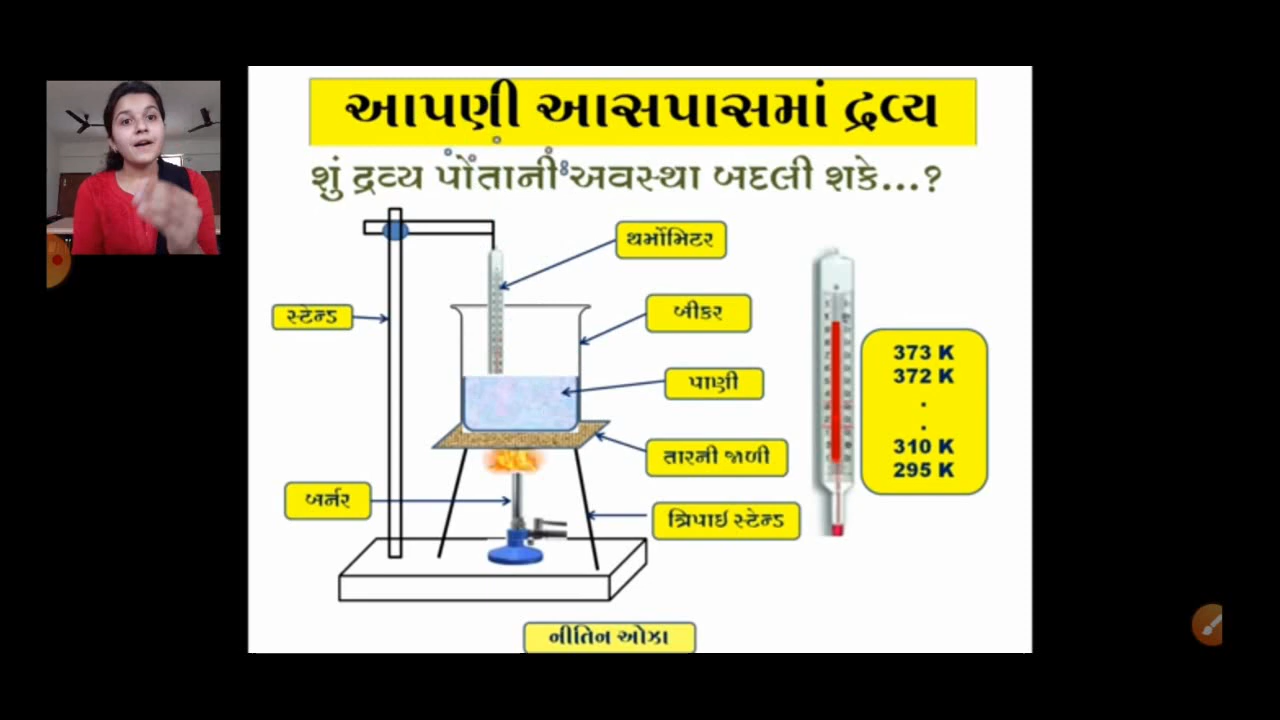 આપણી આસપાસમાં દ્રવ્ય
શું દ્રવ્ય પોતાની અવસ્થા બદલી શકે...?
થર્મોમિટર
સ્ટેન્ડ
બીકર
પાણી
તારની જાળી
બર્નર
ત્રિપાઇ સ્ટેન્ડ
373 K
372 K
.
.
310 K
295 K
નીતિન ઓઝા